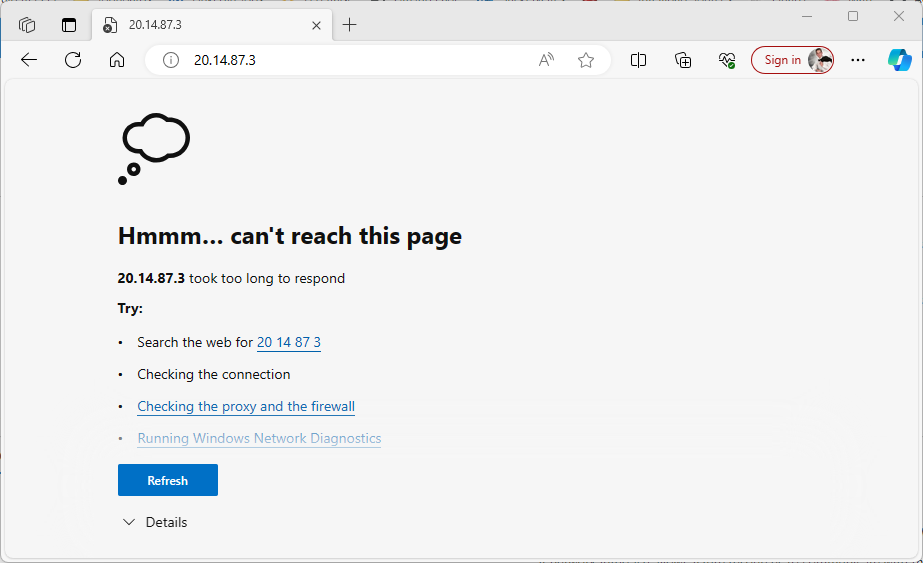 20.14.87.3
20.14.87.3
Sign in
Hmmm... can't reach this page
20.14.87.3 took too long to respond
Try:
• Search the web for 20 14 87 3
• Checking the connection
• Checking the proxy and the firewall
• Running Windows Network Diagnostics
Refresh
Details